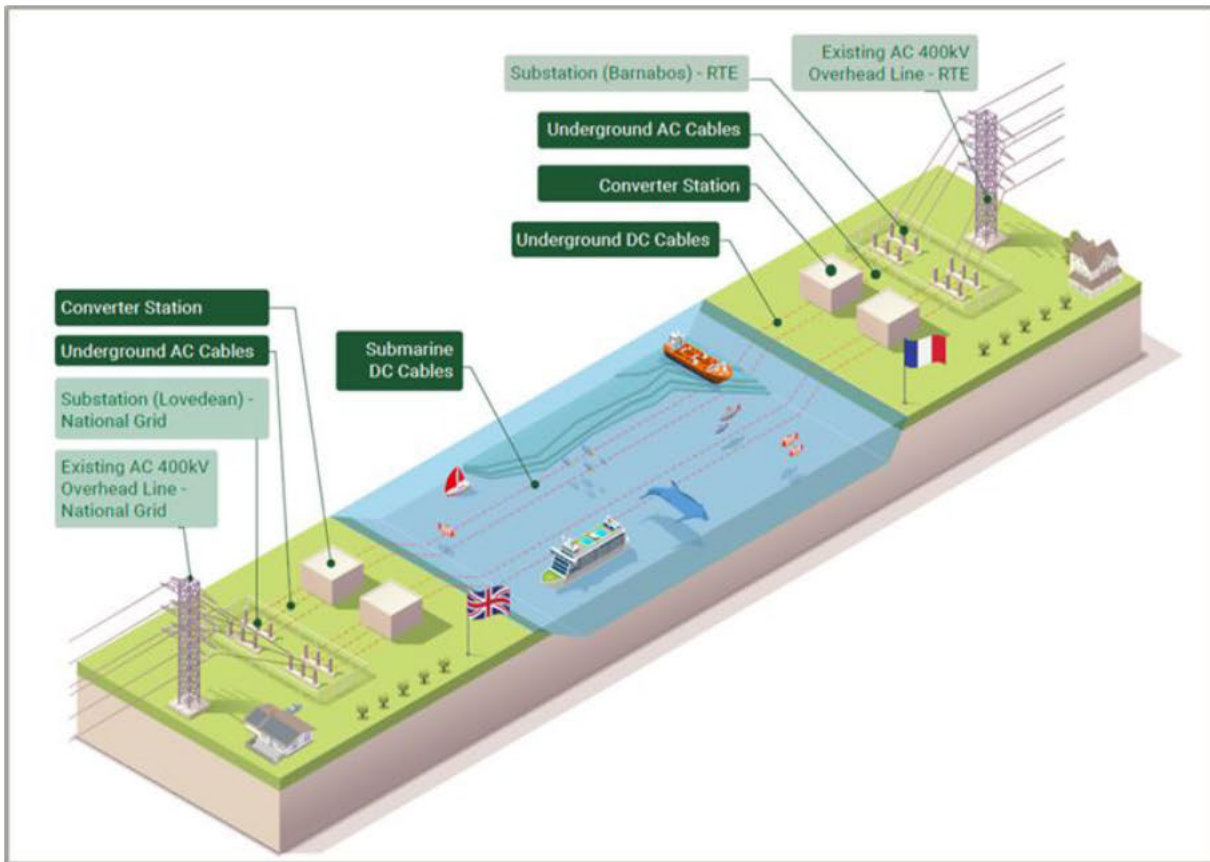 Existing AC 400kV
Overhead Line - RTE
Substation (Barnabos) - RTE
Underground AC Cables
Converter Station
Underground DC Cables
Converter Station
Underground AC Cables
Submarine
DC Cables
Substation (Lovedean) -
National Grid
Existing AC 400kV
Overhead Line -
National Grid